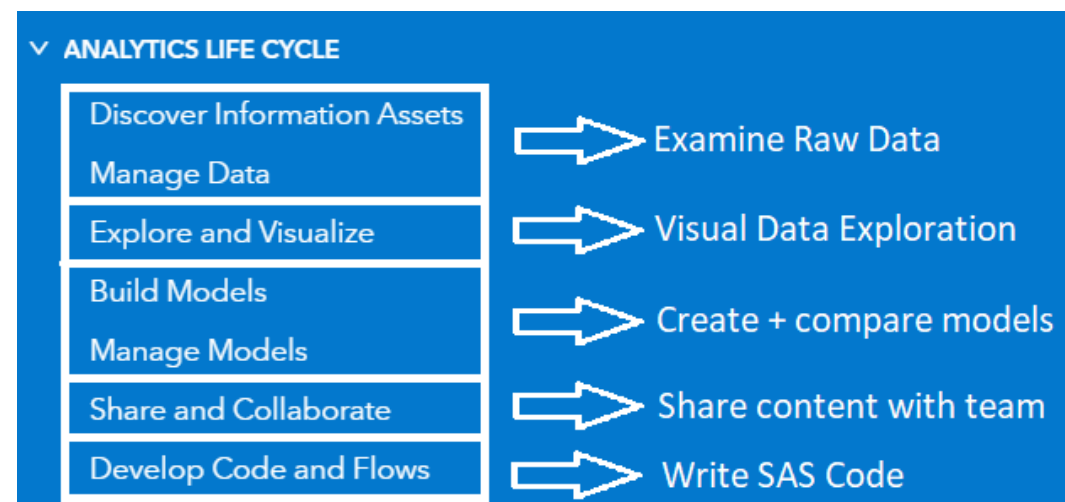 ANALYTICS LIFE CYCLE
Discover Information Assets
Manage Data
Examine Raw Data
Explore and Visualize
Visual Data Exploration
Build Models
Manage Models
Create + compare models
Share and Collaborate
Share content with team
Develop Code and Flows
Write SAS Code